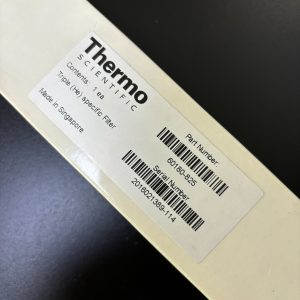 Thermo
SCIENTIFIC
Contents: 1 ea
Triple (He) specific Filter
Made in Singapore
Part Number
60180-825
Serial Number
2016021389-114